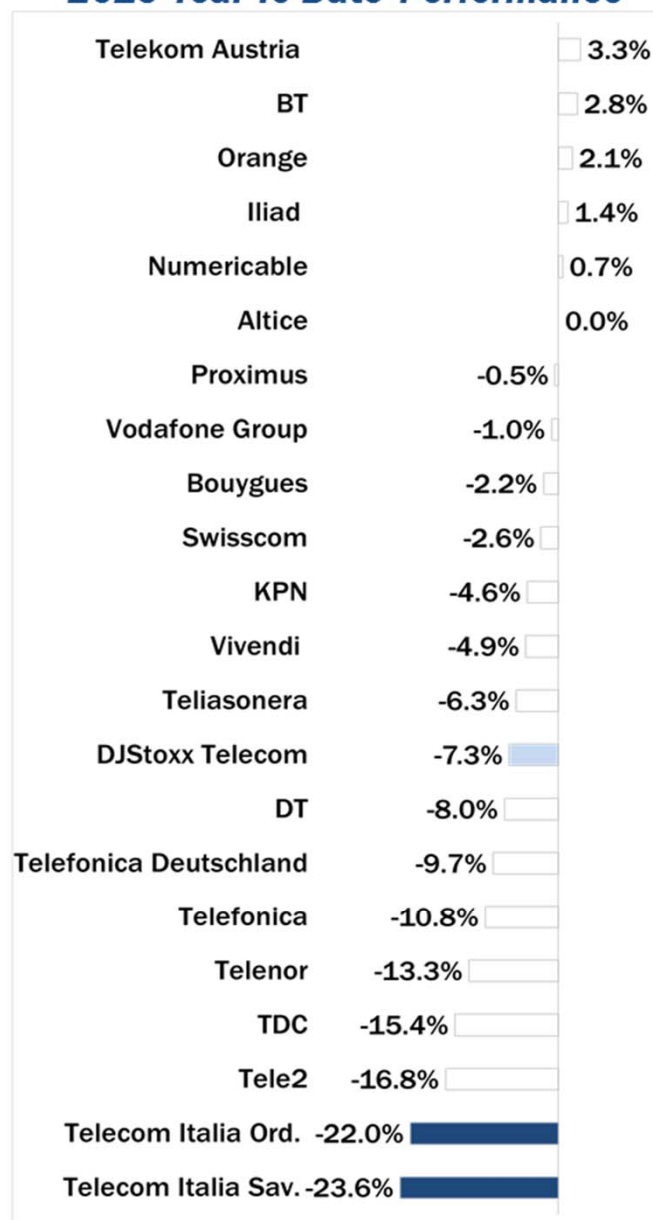 Telekom Austria 3.3%
BT 2.8%
Orange 2.1%
Iliad 1.4%
Numericable 0.7%
Altice 0.0%
Proximus -0.5%
Vodafone Group -1.0%
Bouygues -2.2%
Swisscom -2.6%
KPN -4.6%
Vivendi -4.9%
Teliasonera -6.3%
DJStoxx Telecom -7.3%
DT -8.0%
Telefonica Deutschland -9.7%
Telefonica -10.8%
Telenor -13.3%
TDC -15.4%
Tele2 -16.8%
Telecom Italia Ord. -22.0%
Telecom Italia Sav. -23.6%